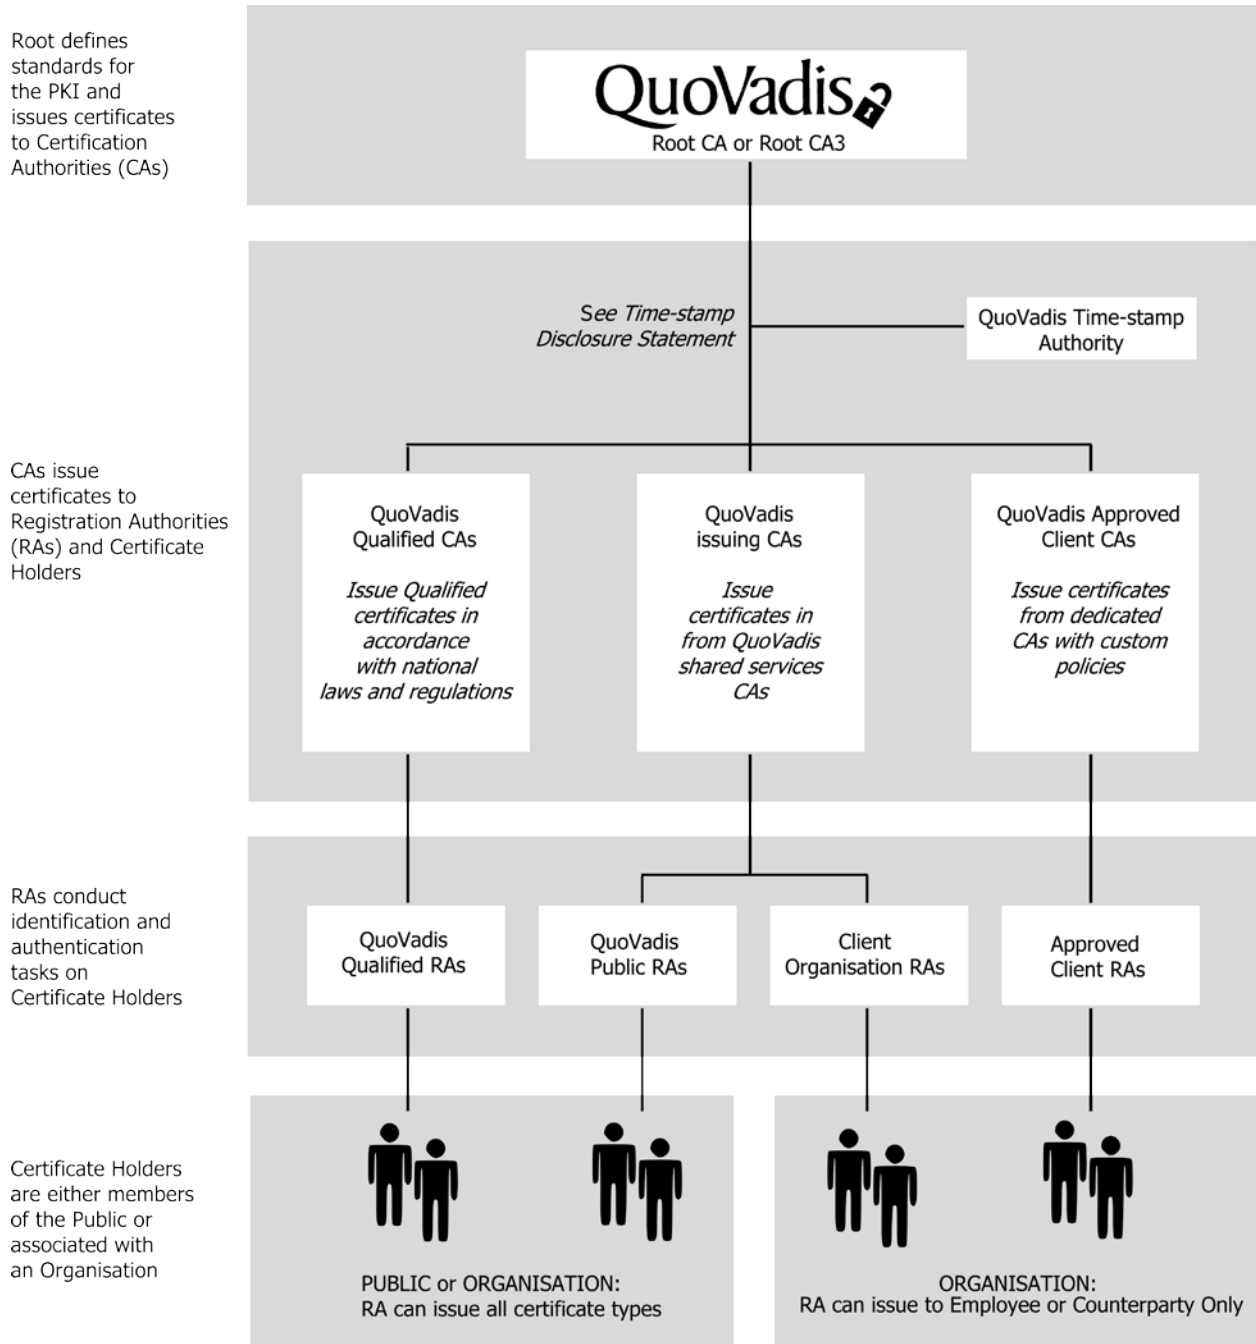 Root defines
standards for
the PKI and
issues certificates
to Certification
Authorities (CAs)
QuoVadis
Root CA or Root CA3
See Time-stamp
Disclosure Statement
QuoVadis Time-stamp
Authority
CAs issue
certificates to
Registration Authorities
(RAs) and Certificate
Holders
QuoVadis
Qualified CAs
Issue Qualified
certificates in
accordance
with national
laws and regulations
QuoVadis
issuing CAs
Issue
certificates in
from QuoVadis
shared services
CAs
QuoVadis Approved
Client CAs
Issue certificates
from dedicated
CAs with custom
policies
RAs conduct
identification and
authentication
tasks on
Certificate Holders
QuoVadis
Qualified RAs
QuoVadis
Public RAs
Client
Organisation RAs
Approved
Client RAs
Certificate Holders
are either members
of the Public or
associated with
an Organisation
PUBLIC or ORGANISATION:
RA can issue all certificate types
ORGANISATION:
RA can issue to Employee or Counterparty Only